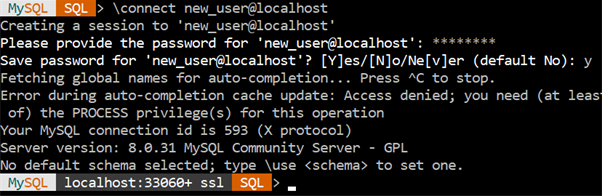 MySQL SQL > \connect new_user@localhost
Creating a session to 'new_user@localhost'
Please provide the password for 'new_user@localhost': ********
Save password for 'new_user@localhost'? [Y]es/[N]o/Ne[v]er (default No): y
Fetching global names for auto-completion... Press ^C to stop.
Error during auto-completion cache update: Access denied; you need (at leas
 of) the PROCESS privilege(s) for this operation
Your MySQL connection id is 593 (X protocol)
Server version: 8.0.31 MySQL Community Server - GPL
No default schema selected; type \use <schema> to set one.
MySQL localhost:33060+ ssl SQL >